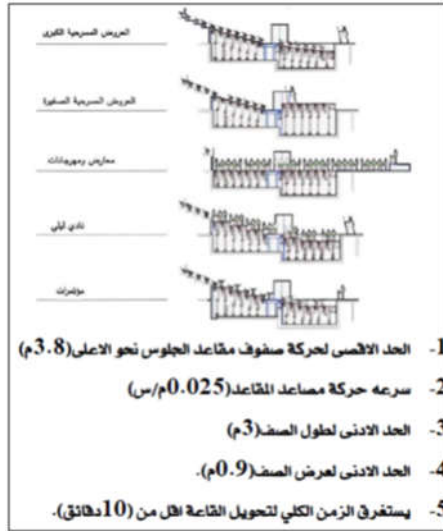 العروض المسرحية الكبرى
العروض المسرحية الصغيرة
معارض ومهرجانات
نادي ليلي
مؤتمرات
1- الحد الاقصى لحركة صفوف مقاعد الجلوس نحو الاعلى(3.8م)
2- سرعه حركة مصاعد المقاعد(0.025م/س)
3- الحد الادنى لطول الصف(3م)
4- الحد الادنى لعرض الصف(0.9م).
5- يستغرق الزمن الكلي لتحويل القاعة اقل من (10دقائق).